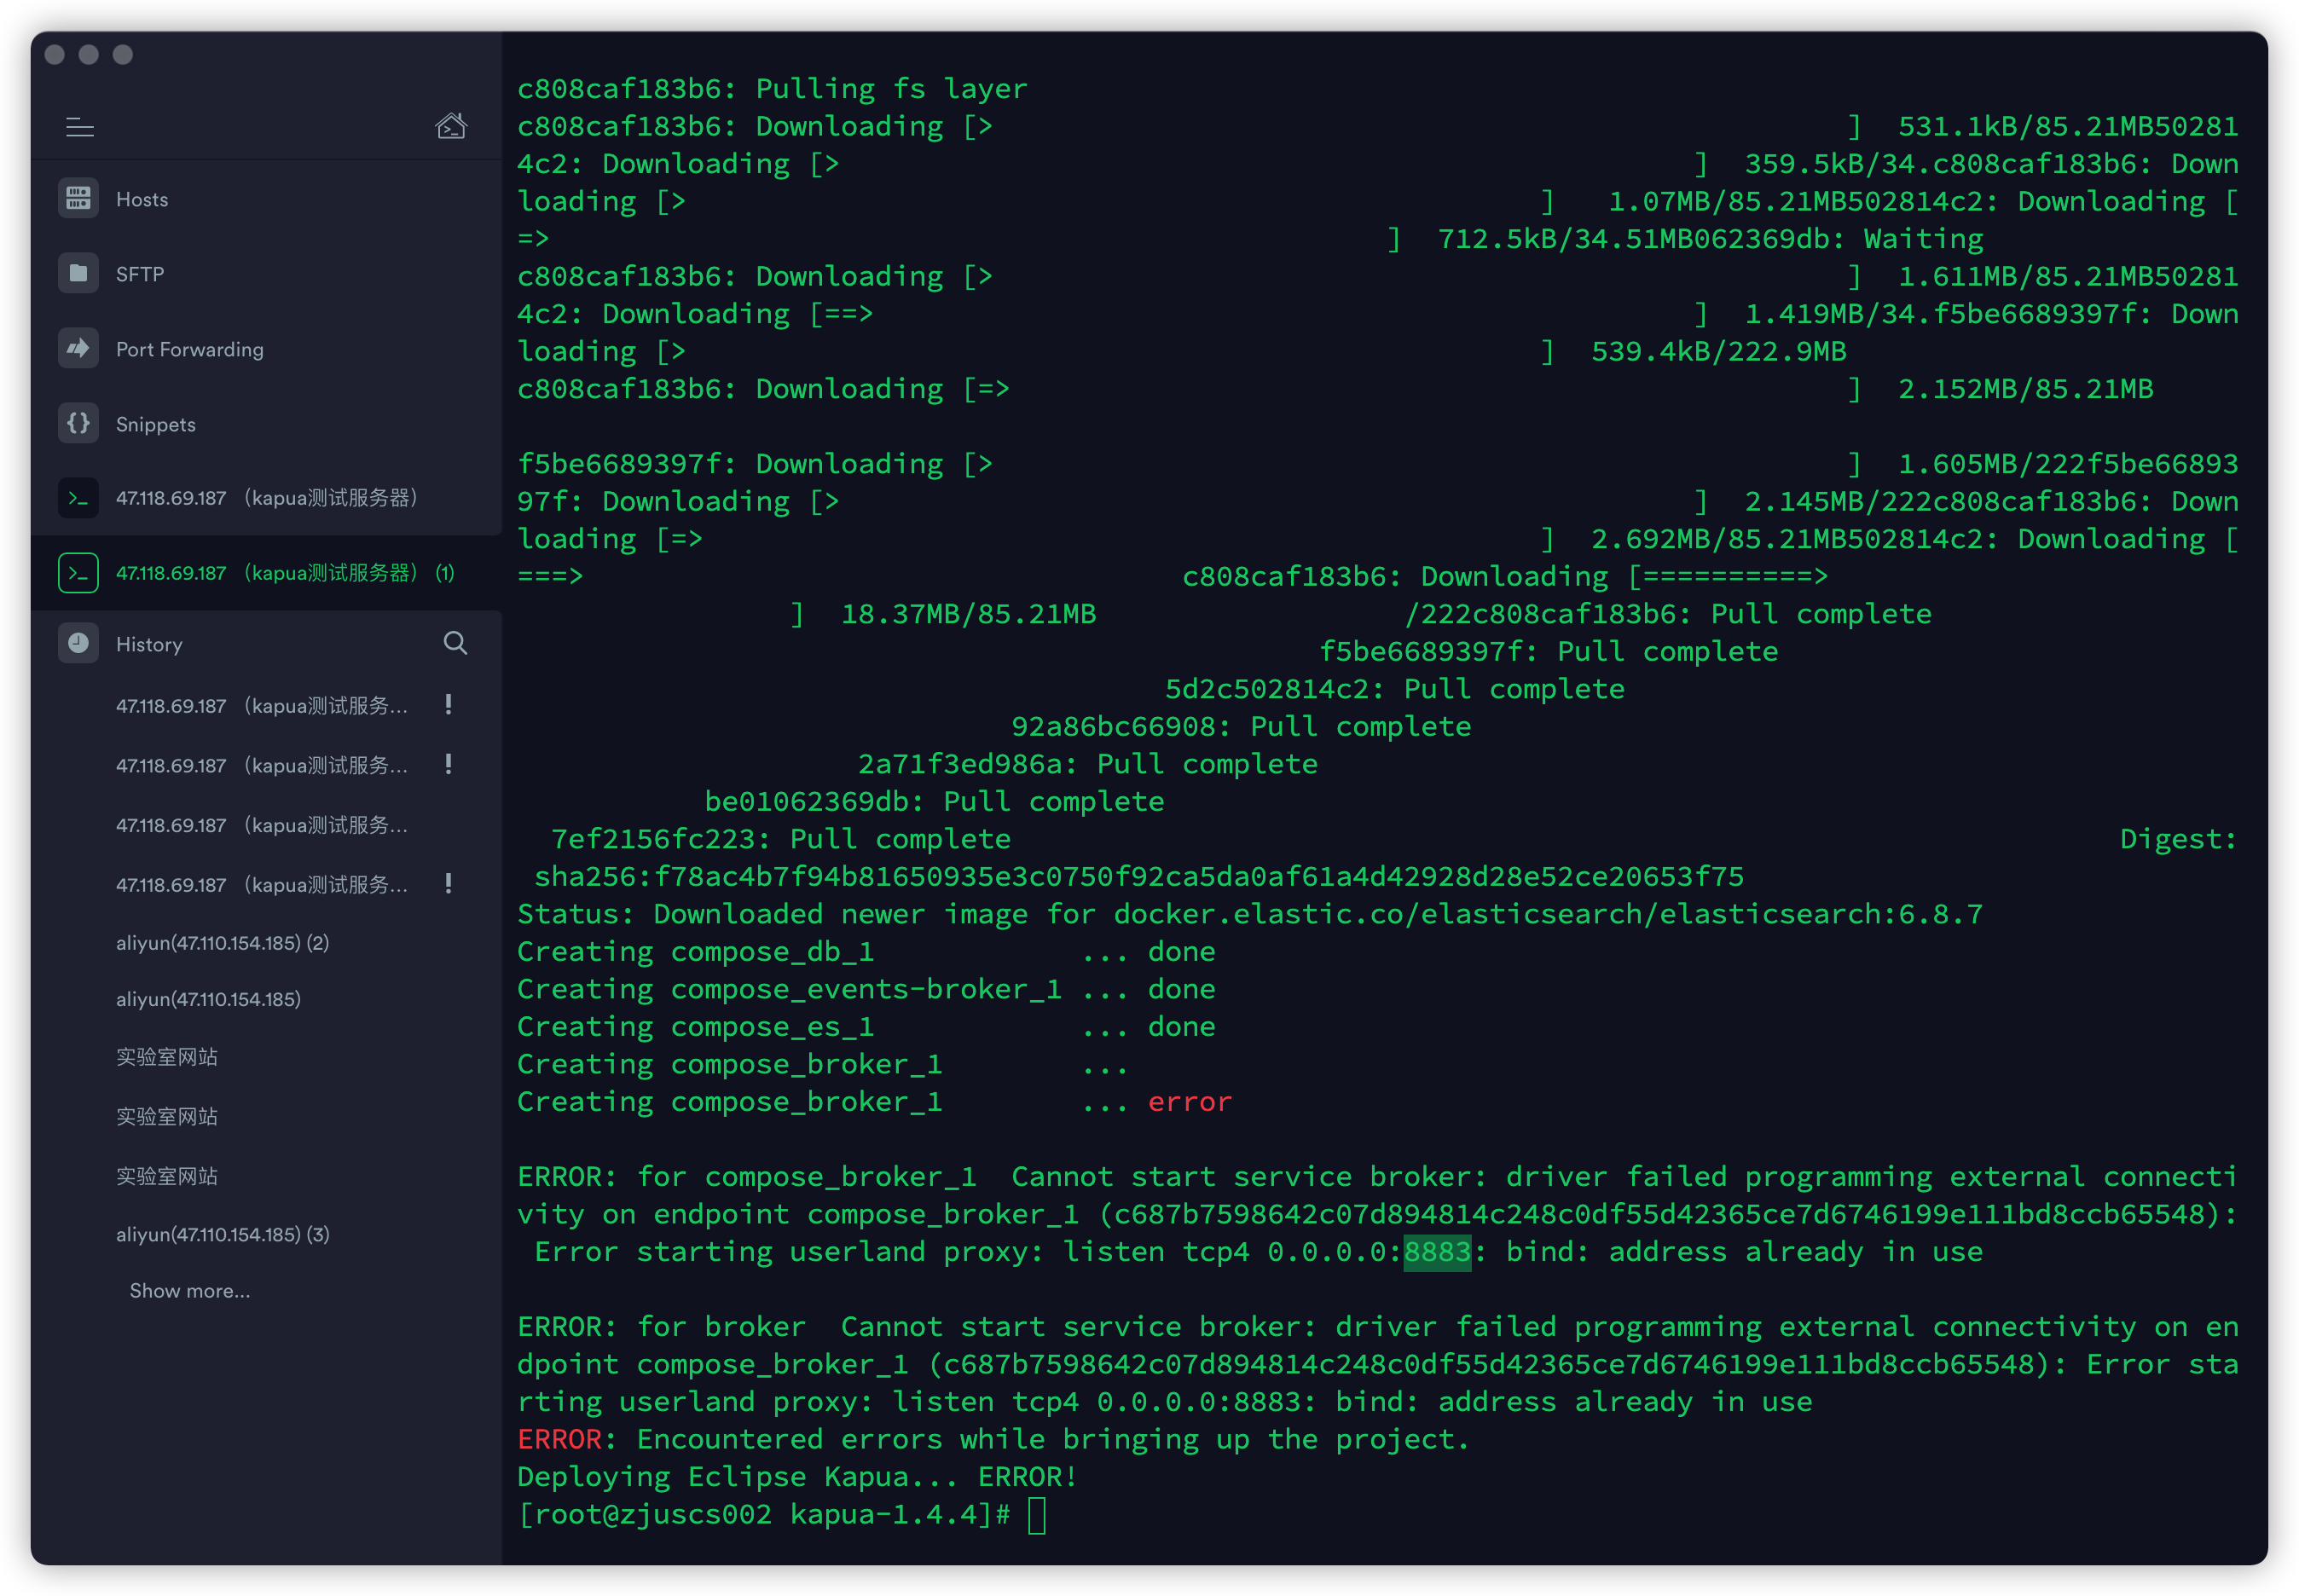 Hosts
SFTP
Port Forwarding
Snippets
47.118.69.187 （kapua测试服务器）
47.118.69.187 （kapua测试服务器） (1)
History
47.118.69.187 （kapua测试服务...
47.118.69.187 （kapua测试服务...
47.118.69.187 （kapua测试服务...
47.118.69.187 （kapua测试服务...
aliyun(47.110.154.185) (2)
aliyun(47.110.154.185)
实验室网站
实验室网站
实验室网站
aliyun(47.110.154.185) (3)
Show more...
c808caf183b6: Pulling fs layer
c808caf183b6: Downloading [> ] 531.1kB/85.21MB50281
4c2: Downloading [> ] 359.5kB/34.c808caf183b6: Down
loading [> ] 1.07MB/85.21MB502814c2: Downloading [
=> ] 712.5kB/34.51MB062369db: Waiting
c808caf183b6: Downloading [> ] 1.611MB/85.21MB50281
4c2: Downloading [==> ] 1.419MB/34.f5be6689397f: Down
loading [> ] 539.4kB/222.9MB
c808caf183b6: Downloading [=> ] 2.152MB/85.21MB
f5be6689397f: Downloading [> ] 1.605MB/222f5be66893
97f: Downloading [> ] 2.145MB/222c808caf183b6: Down
loading [=> ] 2.692MB/85.21MB502814c2: Downloading [
===> c808caf183b6: Downloading [==========>
] 18.37MB/85.21MB /222c808caf183b6: Pull complete
f5be6689397f: Pull complete
5d2c502814c2: Pull complete
92a86bc66908: Pull complete
2a71f3ed986a: Pull complete
be01062369db: Pull complete
7ef2156fc223: Pull complete Digest:
sha256:f78ac4b7f94b81650935e3c0750f92ca5da0af61a4d42928d28e52ce20653f75
Status: Downloaded newer image for docker.elastic.co/elasticsearch/elasticsearch:6.8.7
Creating compose_db_1 ... done
Creating compose_events-broker_1 ... done
Creating compose_es_1 ... done
Creating compose_broker_1 ...
Creating compose_broker_1 ... error
ERROR: for compose_broker_1 Cannot start service broker: driver failed programming external connecti
vity on endpoint compose_broker_1 (c687b7598642c07d894814c248c0df55d42365ce7d6746199e111bd8ccb65548):
Error starting userland proxy: listen tcp4 0.0.0.0:8883: bind: address already in use
ERROR: for broker Cannot start service broker: driver failed programming external connectivity on en
dpoint compose_broker_1 (c687b7598642c07d894814c248c0df55d42365ce7d6746199e111bd8ccb65548): Error sta
rting userland proxy: listen tcp4 0.0.0.0:8883: bind: address already in use
ERROR: Encountered errors while bringing up the project.
Deploying Eclipse Kapua... ERROR!
[root@zjuscs002 kapua-1.4.4]#